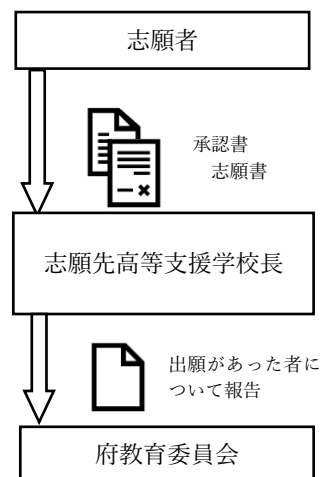 志願者
承認書
志願書
志願先高等支援学校長
出願があった者に
ついて報告
府教育委員会